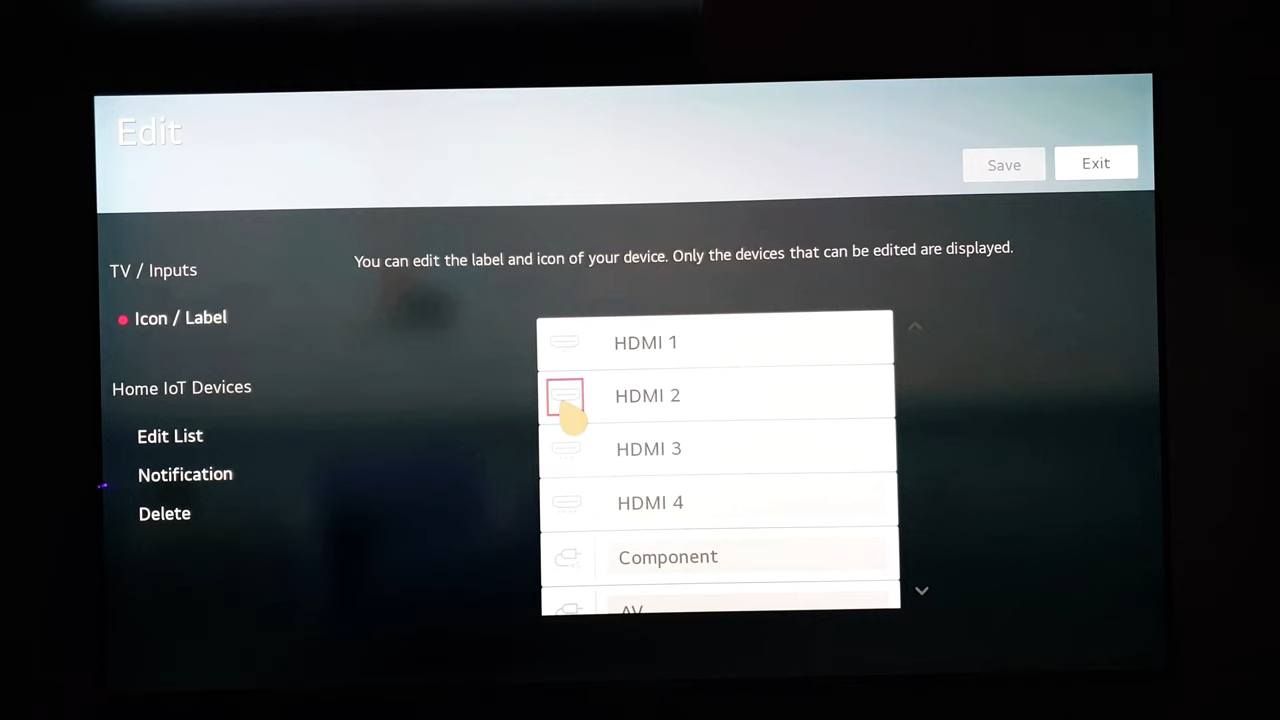 Edit
Save
Exit
TV / Inputs
You can edit the label and icon of your device. Only the devices that can be edited are displayed.
Icon / Label
Home IoT Devices
Edit List
Notification
Delete
HDMI 1
HDMI 2
HDMI 3
HDMI 4
Component
AV